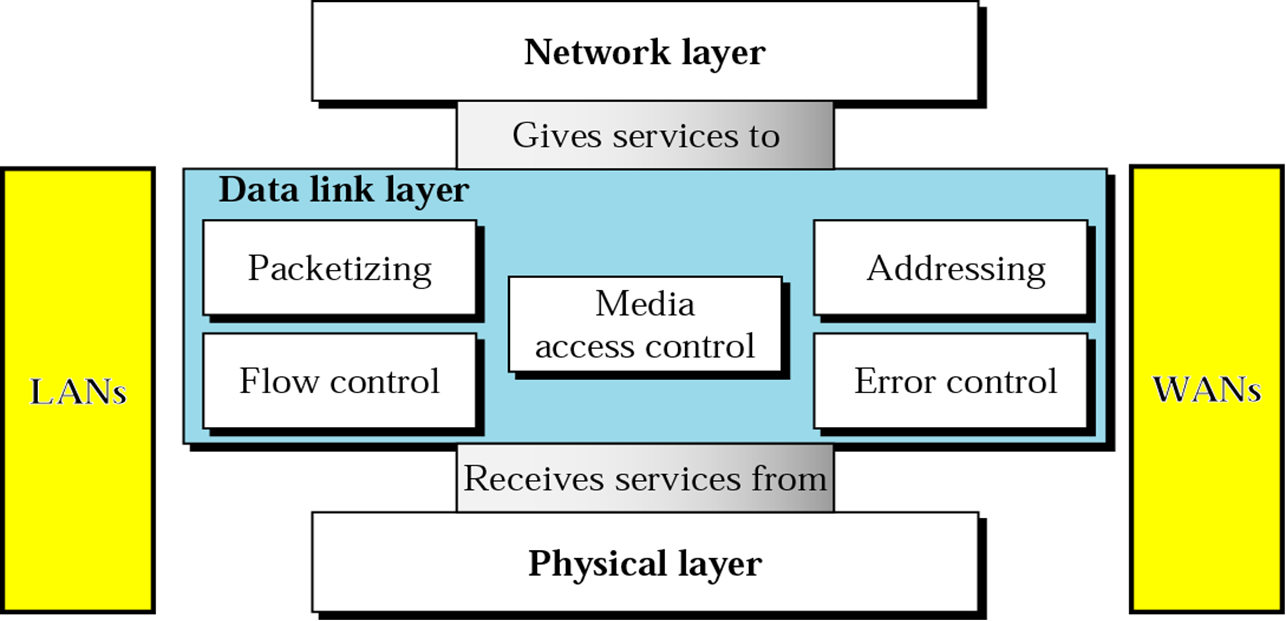 Network layer
Gives services to
Data link layer
Packetizing
Addressing
Media
access control
Flow control
Error control
LANs
WANs
Receives services from
Physical layer